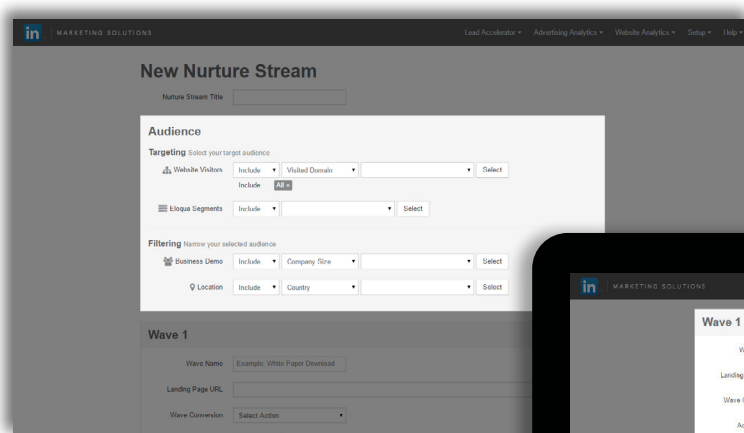 in MARKETING SOLUTIONS Lead Accelerator Advertising Analytics Website Analytics Setup Help
New Nurture Stream
Nurture Stream Title
Audience
Targeting Select your target audience
Website Visitors Include Visited Domain Select
Include All ×
Eloqua Segments Include Select
Filtering Narrow your selected audience
Business Demo Include Company Size Select
Location Include Country Select
Wave 1
Wave Name Example: White Paper Download
Landing Page URL
Wave Conversion Select Action
in MARKETING SOLUTIONS
Wave 1
Landing
Wave